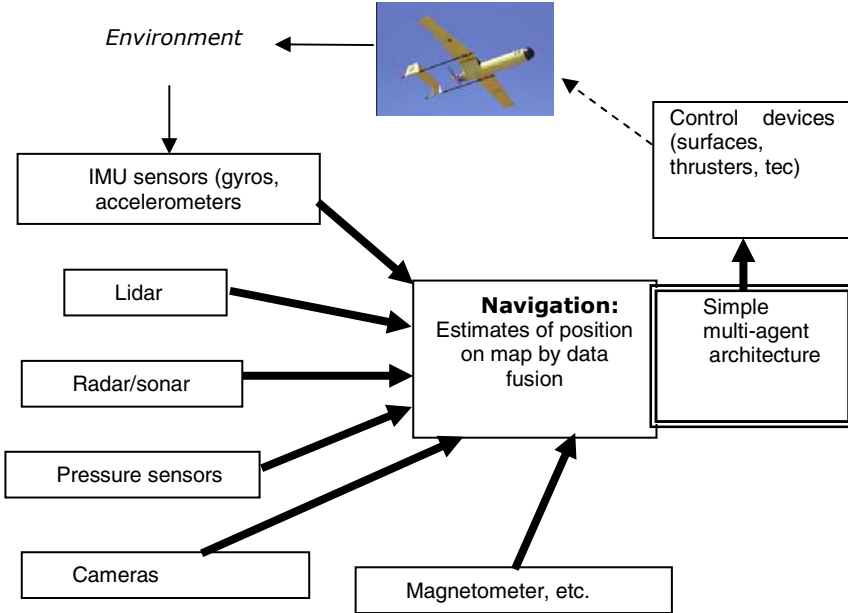 Environment
Control devices
(surfaces,
thrusters, tec)
IMU sensors (gyros,
accelerometers
Lidar
Navigation:
Estimates of position
on map by data
fusion
Simple
multi-agent
architecture
Radar/sonar
Pressure sensors
Cameras
Magnetometer, etc.